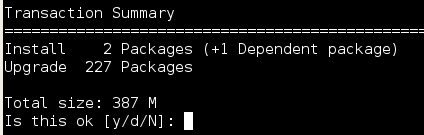 Transaction Summary
================================================
Install    2 Packages (+1 Dependent package)
Upgrade  227 Packages

Total size: 387 M
Is this ok [y/d/N]: